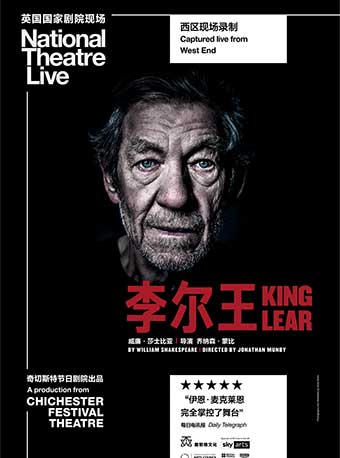 英国国家剧院现场
National
Theatre
Live
西区现场录制
Captured live from
West End
李尔王 KING
LEAR
威廉·莎士比亚 | 导演 乔纳森·蒙比
BY WILLIAM SHAKESPEARE | DIRECTED BY JONATHAN MUNBY
奇切斯特节日剧院出品
A production from
CHICHESTER
FESTIVAL
THEATRE
★★★★★
“伊恩·麦克莱恩
完全掌控了舞台”
每日电讯报 Daily Telegraph
sky arts